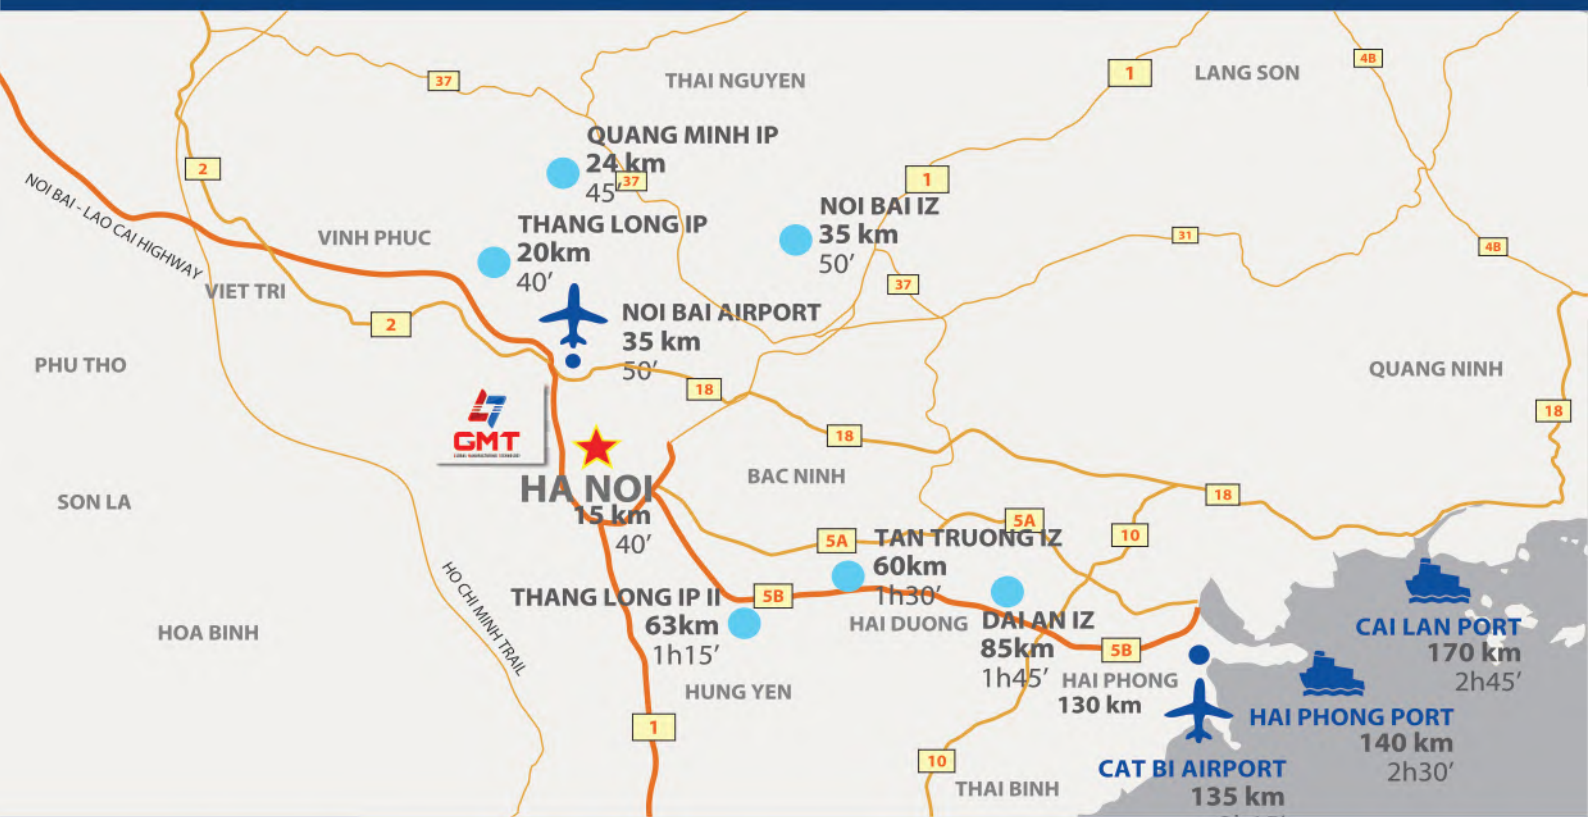 37
THAI NGUYEN
1
LANG SON
4B
QUANG MINH IP
24 km
45'
37
2
1
NOI BAI - LAO CAI HIGHWAY
VINH PHUC
THANG LONG IP
20km
40'
NOI BAI IZ
35 km
50'
31
4B
VIET TRI
37
2
NOI BAI AIRPORT
35 km
50'
PHU THO
QUANG NINH
18
18
GMT
18
HA NOI
15 km
40'
BAC NINH
SON LA
18
5A
10
5A
TAN TRUONG IZ
60km
1h30'
HO CHI MINH TRAIL
THANG LONG IP II
63km
1h15'
5B
HAI DUONG
DAI AN IZ
85km
1h45'
5B
HOA BINH
CAI LAN PORT
170 km
2h45'
HAI PHONG
130 km
HUNG YEN
1
HAI PHONG PORT
140 km
2h30'
10
THAI BINH
CAT BI AIRPORT
135 km